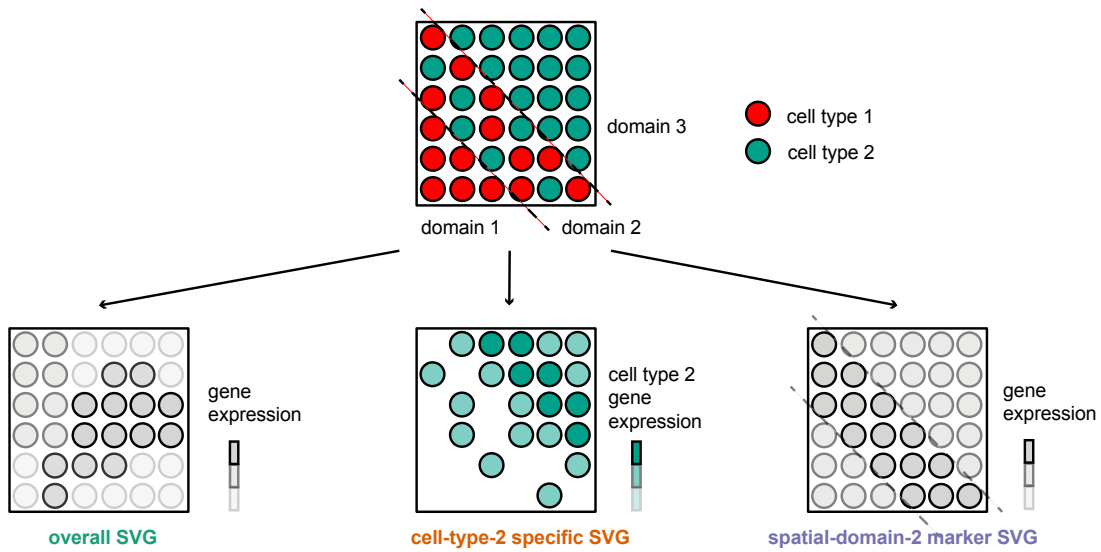 cell type 1
domain 3
cell type 2
domain 1
domain 2
gene
expression
cell type 2
gene
expression
gene
expression
overall SVG
cell-type-2 specific SVG
spatial-domain-2 marker SVG